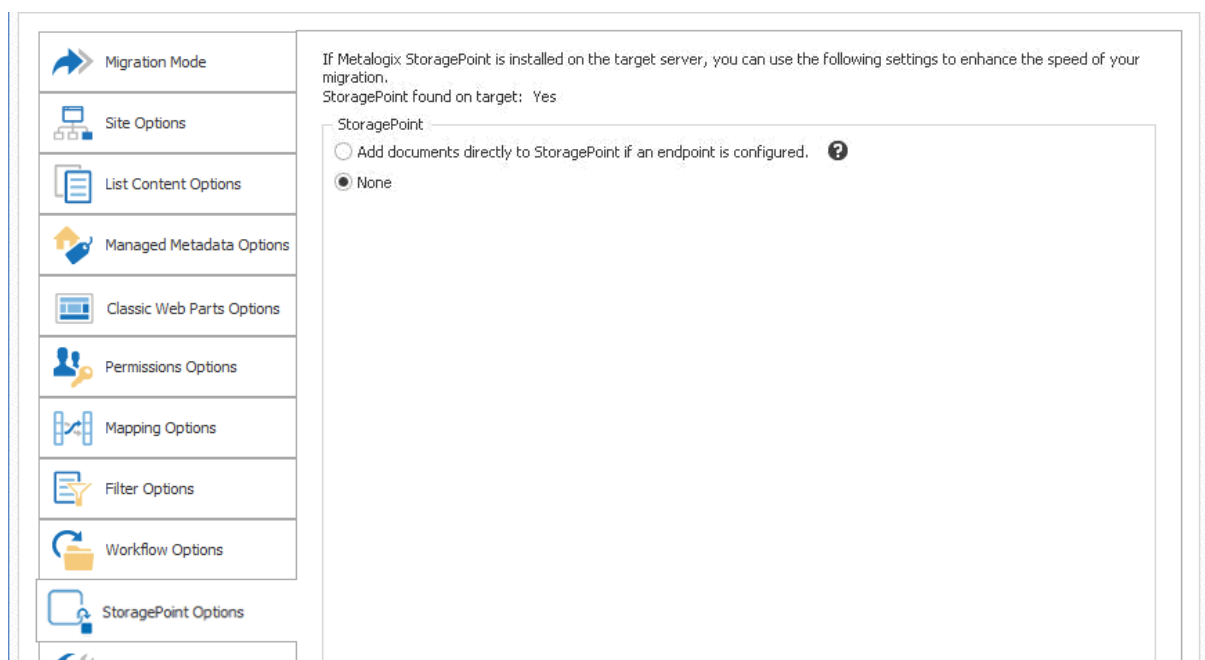 Migration Mode
Site Options
List Content Options
Managed Metadata Options
Classic Web Parts Options
Permissions Options
Mapping Options
Filter Options
Workflow Options
StoragePoint Options
If Metalogix StoragePoint is installed on the target server, you can use the following settings to enhance the speed of your
migration.
StoragePoint found on target: Yes
StoragePoint
Add documents directly to StoragePoint if an endpoint is configured. ?
None